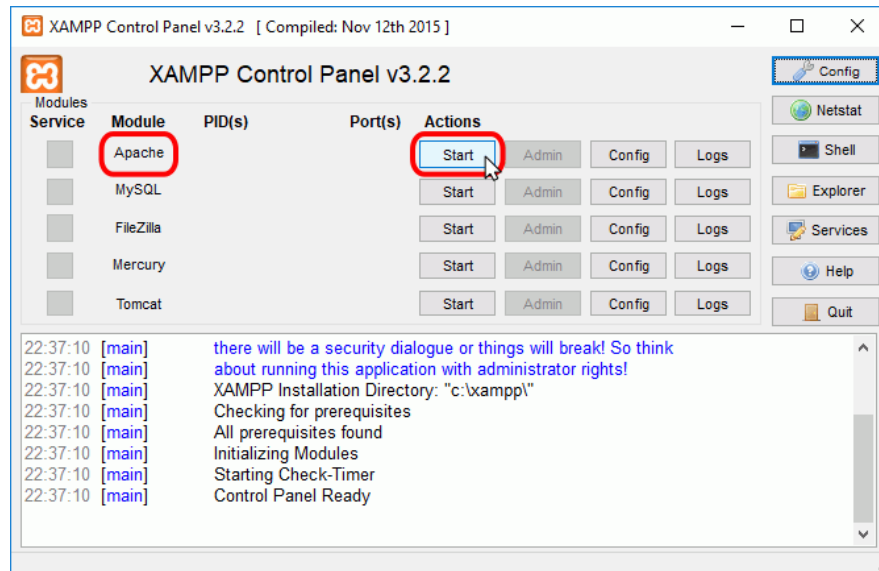 XAMPP Control Panel v3.2.2 [ Compiled: Nov 12th 2015 ]
XAMPP Control Panel v3.2.2
Config
Modules
Service Module PID(s) Port(s) Actions
Netstat
Apache Start Admin Config Logs
Shell
MySQL Start Admin Config Logs
Explorer
FileZilla Start Admin Config Logs
Services
Mercury Start Admin Config Logs
Help
Tomcat Start Admin Config Logs
Quit
22:37:10 [main] there will be a security dialogue or things will break! So think
22:37:10 [main] about running this application with administrator rights!
22:37:10 [main] XAMPP Installation Directory: "c:\xampp\"
22:37:10 [main] Checking for prerequisites
22:37:10 [main] All prerequisites found
22:37:10 [main] Initializing Modules
22:37:10 [main] Starting Check-Timer
22:37:10 [main] Control Panel Ready